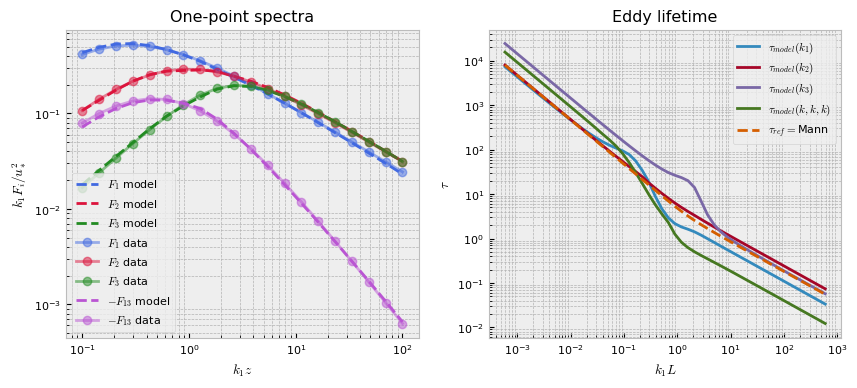 One-point spectra
k₁F_i/u_*²
10⁻¹
10⁻²
10⁻³
F₁ model
F₂ model
F₃ model
F₁ data
F₂ data
F₃ data
−F₁₃ model
−F₁₃ data
10⁻¹ 10⁰ 10¹ 10²
k₁z
Eddy lifetime
τ
10⁴
10³
10²
10¹
10⁰
10⁻¹
10⁻²
τ_model(k₁)
τ_model(k₂)
τ_model(k₃)
τ_model(k, k, k)
τ_ref = Mann
10⁻³ 10⁻² 10⁻¹ 10⁰ 10¹ 10² 10³
k₁L